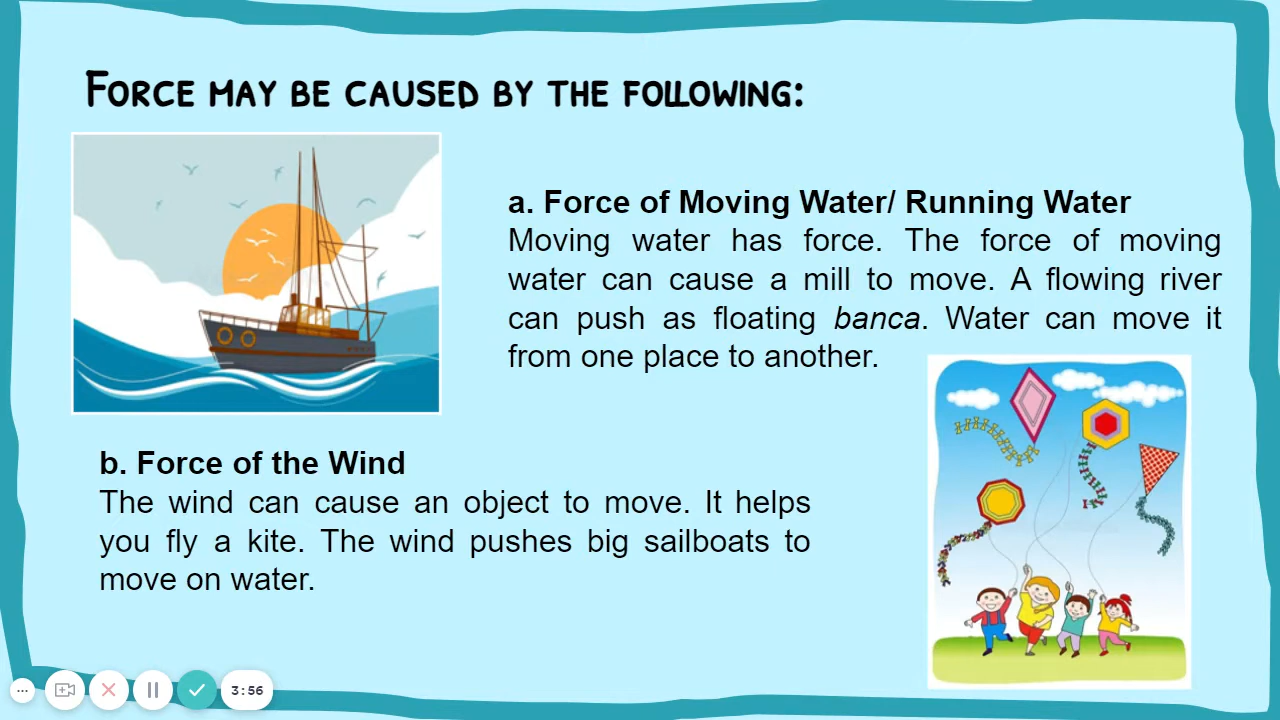 Force may be caused by the following:
a. Force of Moving Water/ Running Water
Moving water has force. The force of moving
water can cause a mill to move. A flowing river
can push as floating banca. Water can move it
from one place to another.
b. Force of the Wind
The wind can cause an object to move. It helps
you fly a kite. The wind pushes big sailboats to
move on water.
3:56